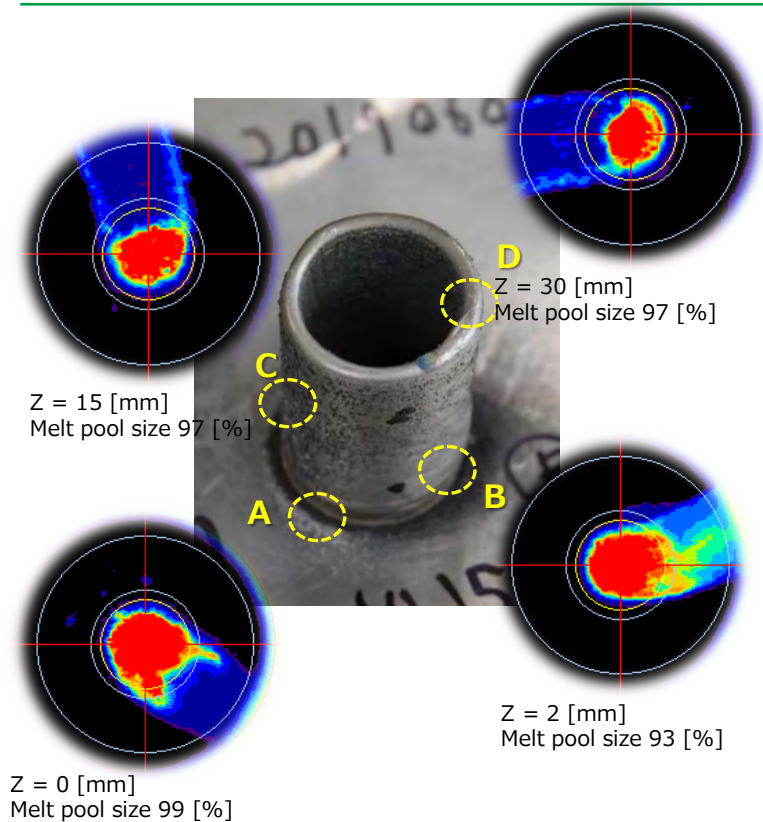 2019080
D
Z = 30 [mm]
Melt pool size 97 [%]
C
Z = 15 [mm]
Melt pool size 97 [%]
B
A
Z = 2 [mm]
Melt pool size 93 [%]
Z = 0 [mm]
Melt pool size 99 [%]